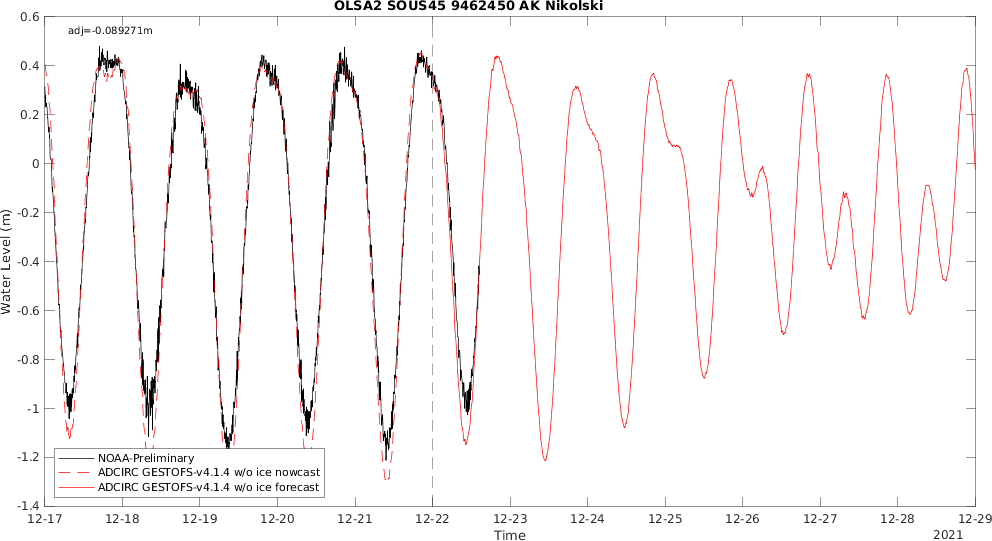 OLSA2 SOUS45 9462450 AK Nikolski
adj=-0.089271m
0.6
0.4
0.2
0
-0.2
-0.4
-0.6
-0.8
-1
-1.2
-1.4
Water Level (m)
NOAA-Preliminary
ADCIRC GESTOFS-v4.1.4 w/o ice nowcast
ADCIRC GESTOFS-v4.1.4 w/o ice forecast
12-17 12-18 12-19 12-20 12-21 12-22 12-23 12-24 12-25 12-26 12-27 12-28 12-29
Time
2021